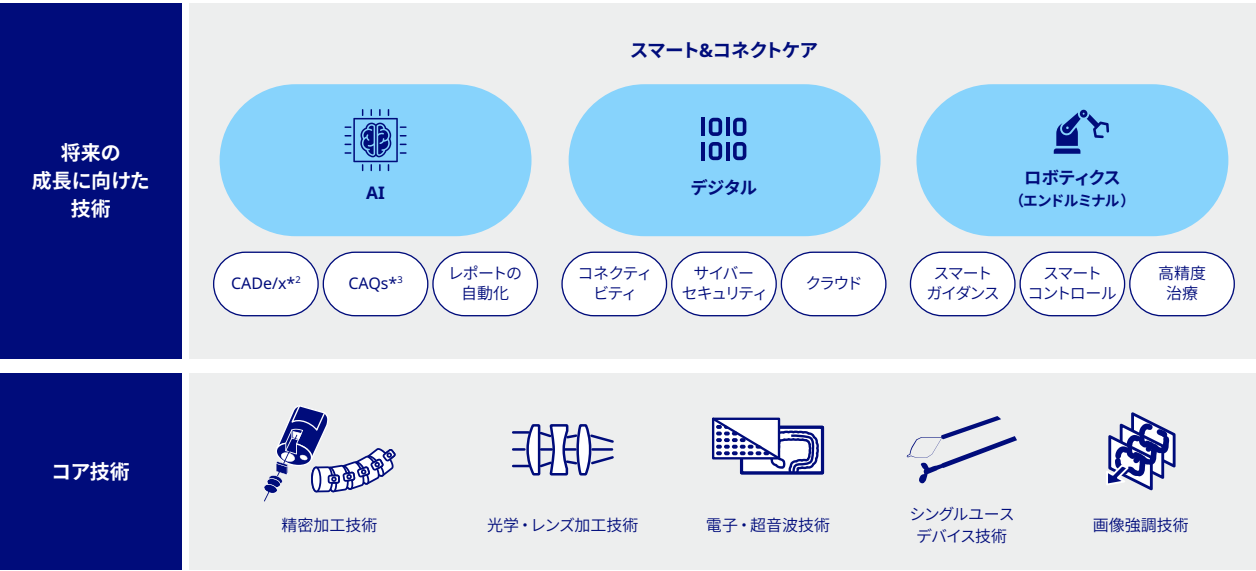 スマート&コネクトケア
将来の
成長に向けた
技術
AI
1010
1010
デジタル
ロボティクス
（エンドルミナル）
CADe/x*2
CAQs*3
レポートの
自動化
コネクティ
ビティ
サイバー
セキュリティ
クラウド
スマート
ガイダンス
スマート
コントロール
高精度
治療
コア技術
精密加工技術
光学・レンズ加工技術
電子・超音波技術
シングルユース
デバイス技術
画像強調技術